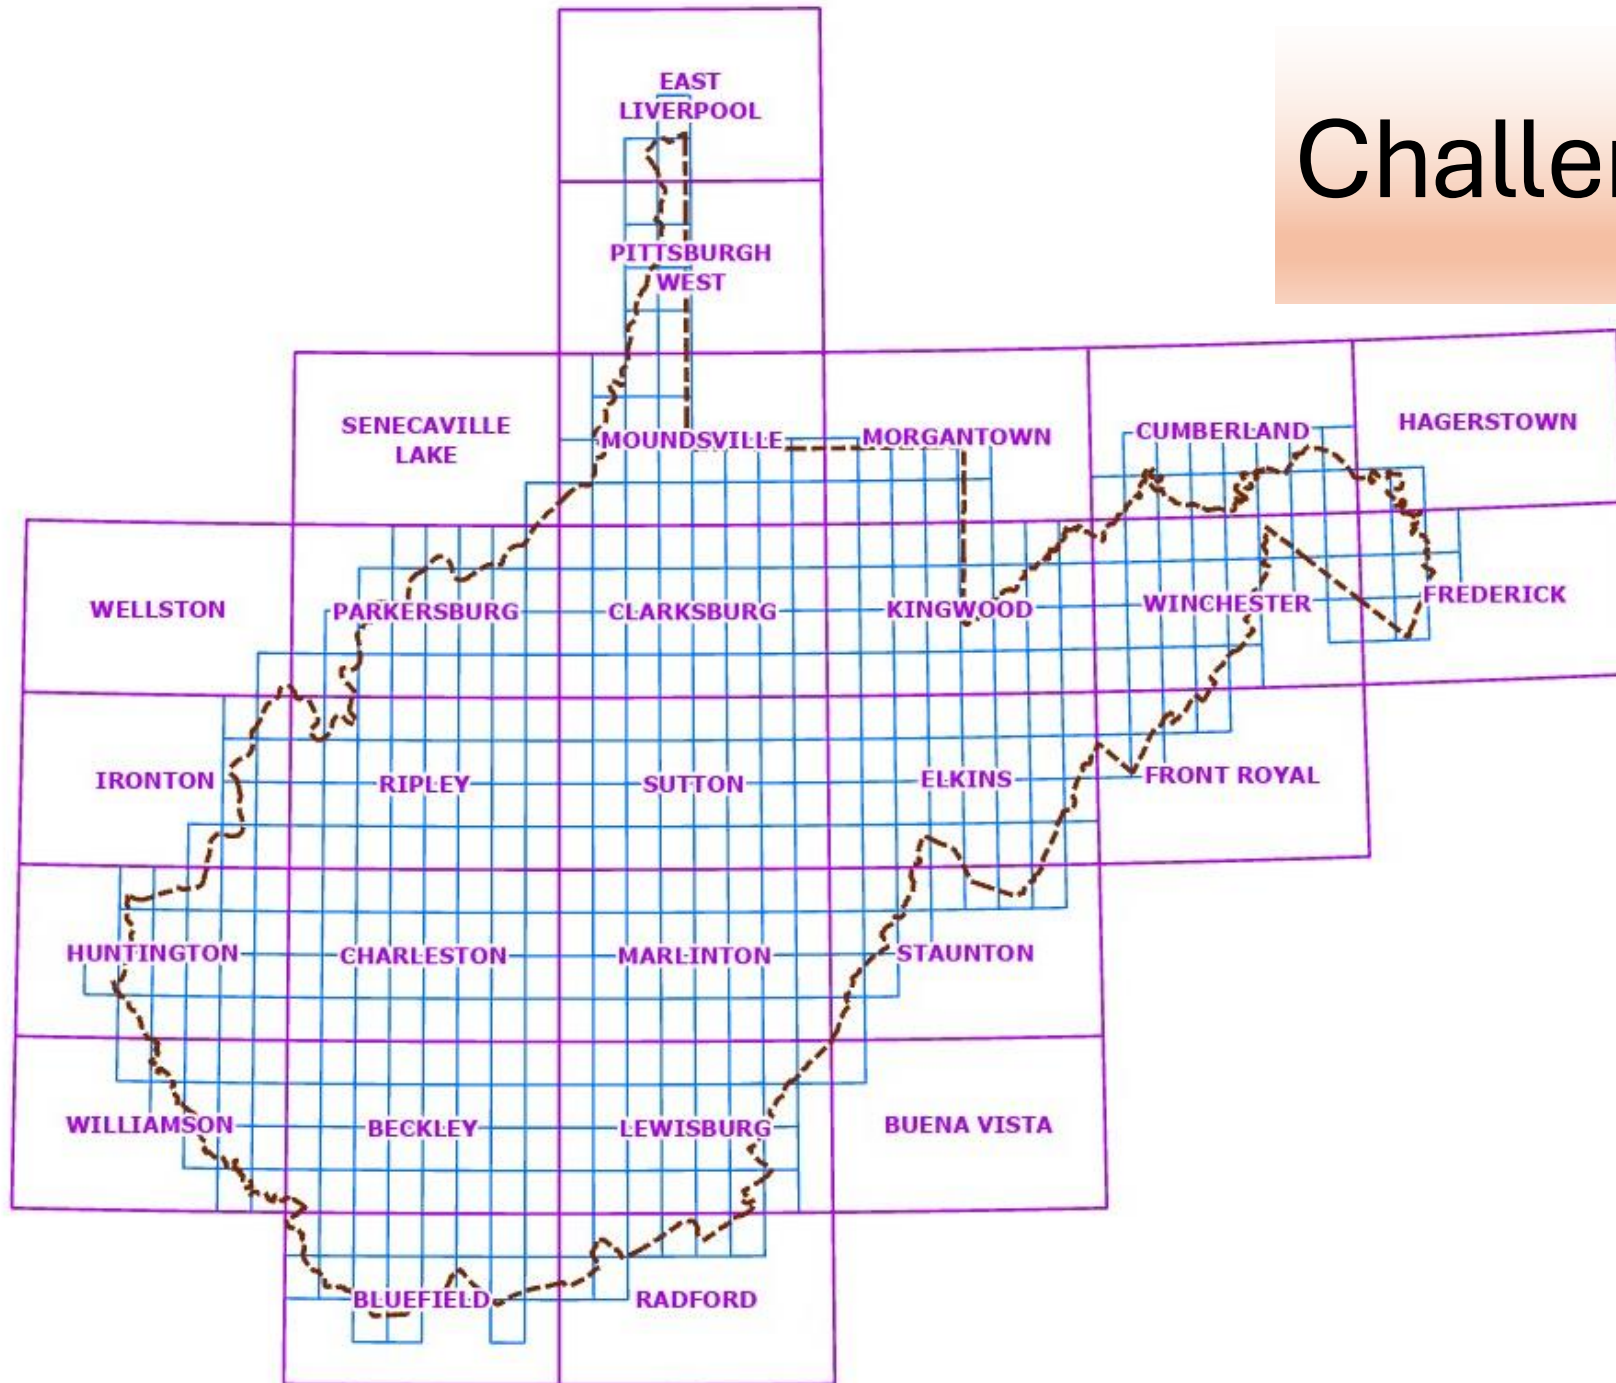 EAST
LIVERPOOL
Challe
PITTSBURGH
WEST
SENECAVILLE
LAKE
MOUNDSVILLE
MORGANTOWN
CUMBERLAND
HAGERSTOWN
WELLSTON
PARKERSBURG
CLARKSBURG
KINGWOOD
WINCHESTER
FREDERICK
IRONTON
RIPLEY
SUTTON
ELKINS
FRONT ROYAL
HUNTINGTON
CHARLESTON
MARLINTON
STAUNTON
WILLIAMSON
BECKLEY
LEWISBURG
BUENA VISTA
BLUEFIELD
RADFORD